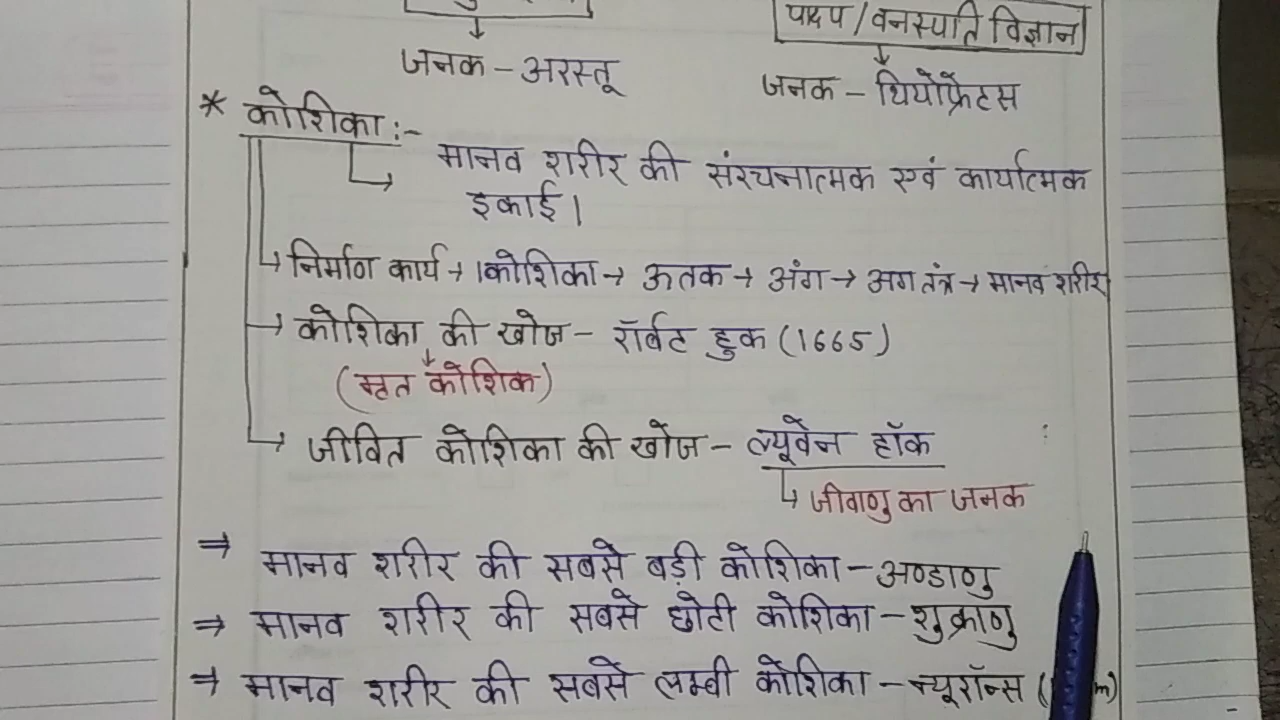 पादप/वनस्पति विज्ञान
जनक - अरस्तू
जनक - थियोफ्रेटस
* कोशिका :-
मानव शरीर की संरचनात्मक एवं कार्यात्मक
इकाई।
निर्माण कार्य → कोशिका → ऊतक → अंग → अग तंत्र → मानव शरीर
→ कोशिका की खोज - रॉर्बट हुक (1665)
(मृत कोशिक)
→ जीवित कोशिका की खोज - ल्यूवेन हॉक
जीवाणु का जनक
⇒ मानव शरीर की सबसे बड़ी कोशिका - अण्डाणु
⇒ मानव शरीर की सबसे छोटी कोशिका - शुक्राणु
⇒ मानव शरीर की सबसे लम्बी कोशिका - न्यूरॉन्स